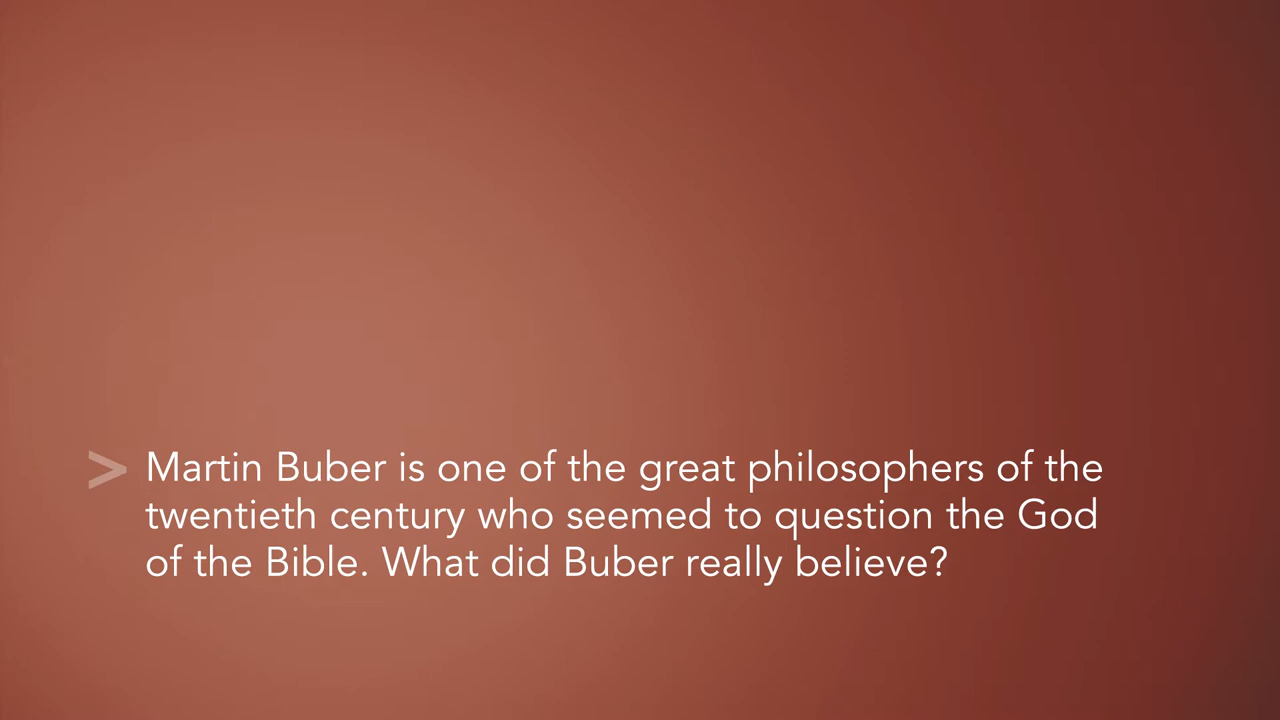 > Martin Buber is one of the great philosophers of the
twentieth century who seemed to question the God
of the Bible. What did Buber really believe?